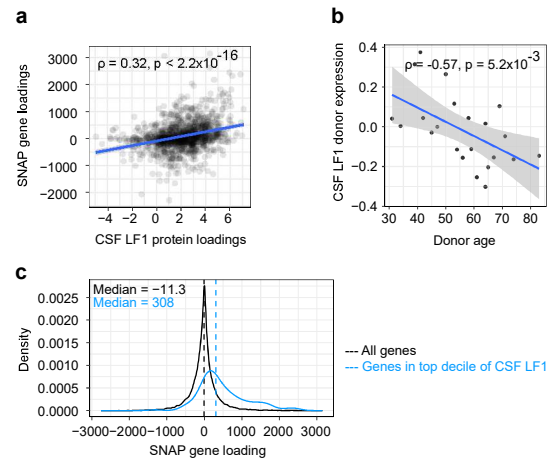 a
ρ = 0.32, p < 2.2x10-16
SNAP gene loadings
3000
2000
1000
0
−1000
−2000
−4 −2 0 2 4 6
CSF LF1 protein loadings
b
ρ= -0.57, p = 5.2x10-3
CSF LF1 donor expression
0.4
0.2
0.0
−0.2
−0.4
30 40 50 60 70 80
Donor age
c
Median = −11.3
Median = 308
Density
0.0025
0.0020
0.0015
0.0010
0.0005
0.0000
−3000−2000−1000 0 1000 2000 3000
SNAP gene loading
--- All genes
--- Genes in top decile of CSF LF1